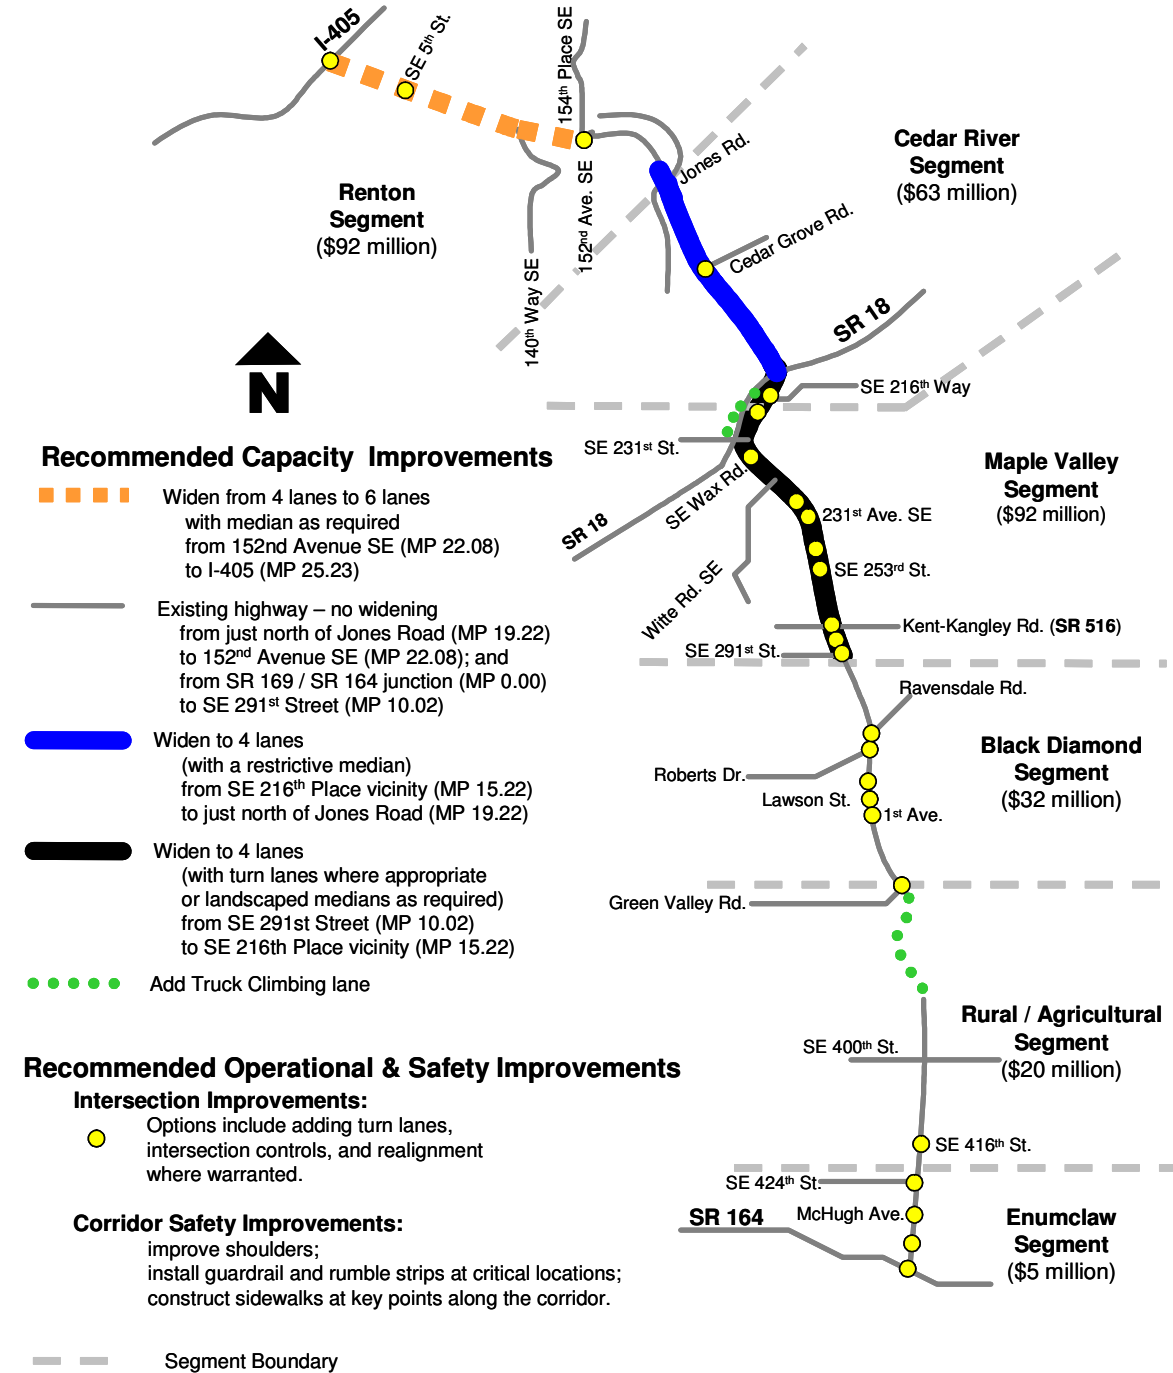 I-405
SE 5th St.
154th Place SE
Jones Rd.
Cedar River
Segment
($63 million)
Renton
Segment
($92 million)
152nd Ave. SE
140th Way SE
Cedar Grove Rd.
SR 18
N
SE 216th Way
SE 231st St.
SE Wax Rd.
SR 18
Maple Valley
Segment
($92 million)
231st Ave. SE
SE 253rd St.
Witte Rd. SE
Kent-Kangley Rd. (SR 516)
SE 291st St.
Ravensdale Rd.
Black Diamond
Segment
($32 million)
Roberts Dr.
Lawson St.
1st Ave.
Green Valley Rd.
Rural / Agricultural
Segment
($20 million)
SE 400th St.
SE 416th St.
SE 424th St.
McHugh Ave.
SR 164
Enumclaw
Segment
($5 million)
Recommended Capacity Improvements
Widen from 4 lanes to 6 lanes
with median as required
from 152nd Avenue SE (MP 22.08)
to I-405 (MP 25.23)
Existing highway – no widening
from just north of Jones Road (MP 19.22)
to 152nd Avenue SE (MP 22.08); and
from SR 169 / SR 164 junction (MP 0.00)
to SE 291st Street (MP 10.02)
Widen to 4 lanes
(with a restrictive median)
from SE 216th Place vicinity (MP 15.22)
to just north of Jones Road (MP 19.22)
Widen to 4 lanes
(with turn lanes where appropriate
or landscaped medians as required)
from SE 291st Street (MP 10.02)
to SE 216th Place vicinity (MP 15.22)
Add Truck Climbing lane
Recommended Operational & Safety Improvements
Intersection Improvements:
Options include adding turn lanes,
intersection controls, and realignment
where warranted.
Corridor Safety Improvements:
improve shoulders;
install guardrail and rumble strips at critical locations;
construct sidewalks at key points along the corridor.
Segment Boundary